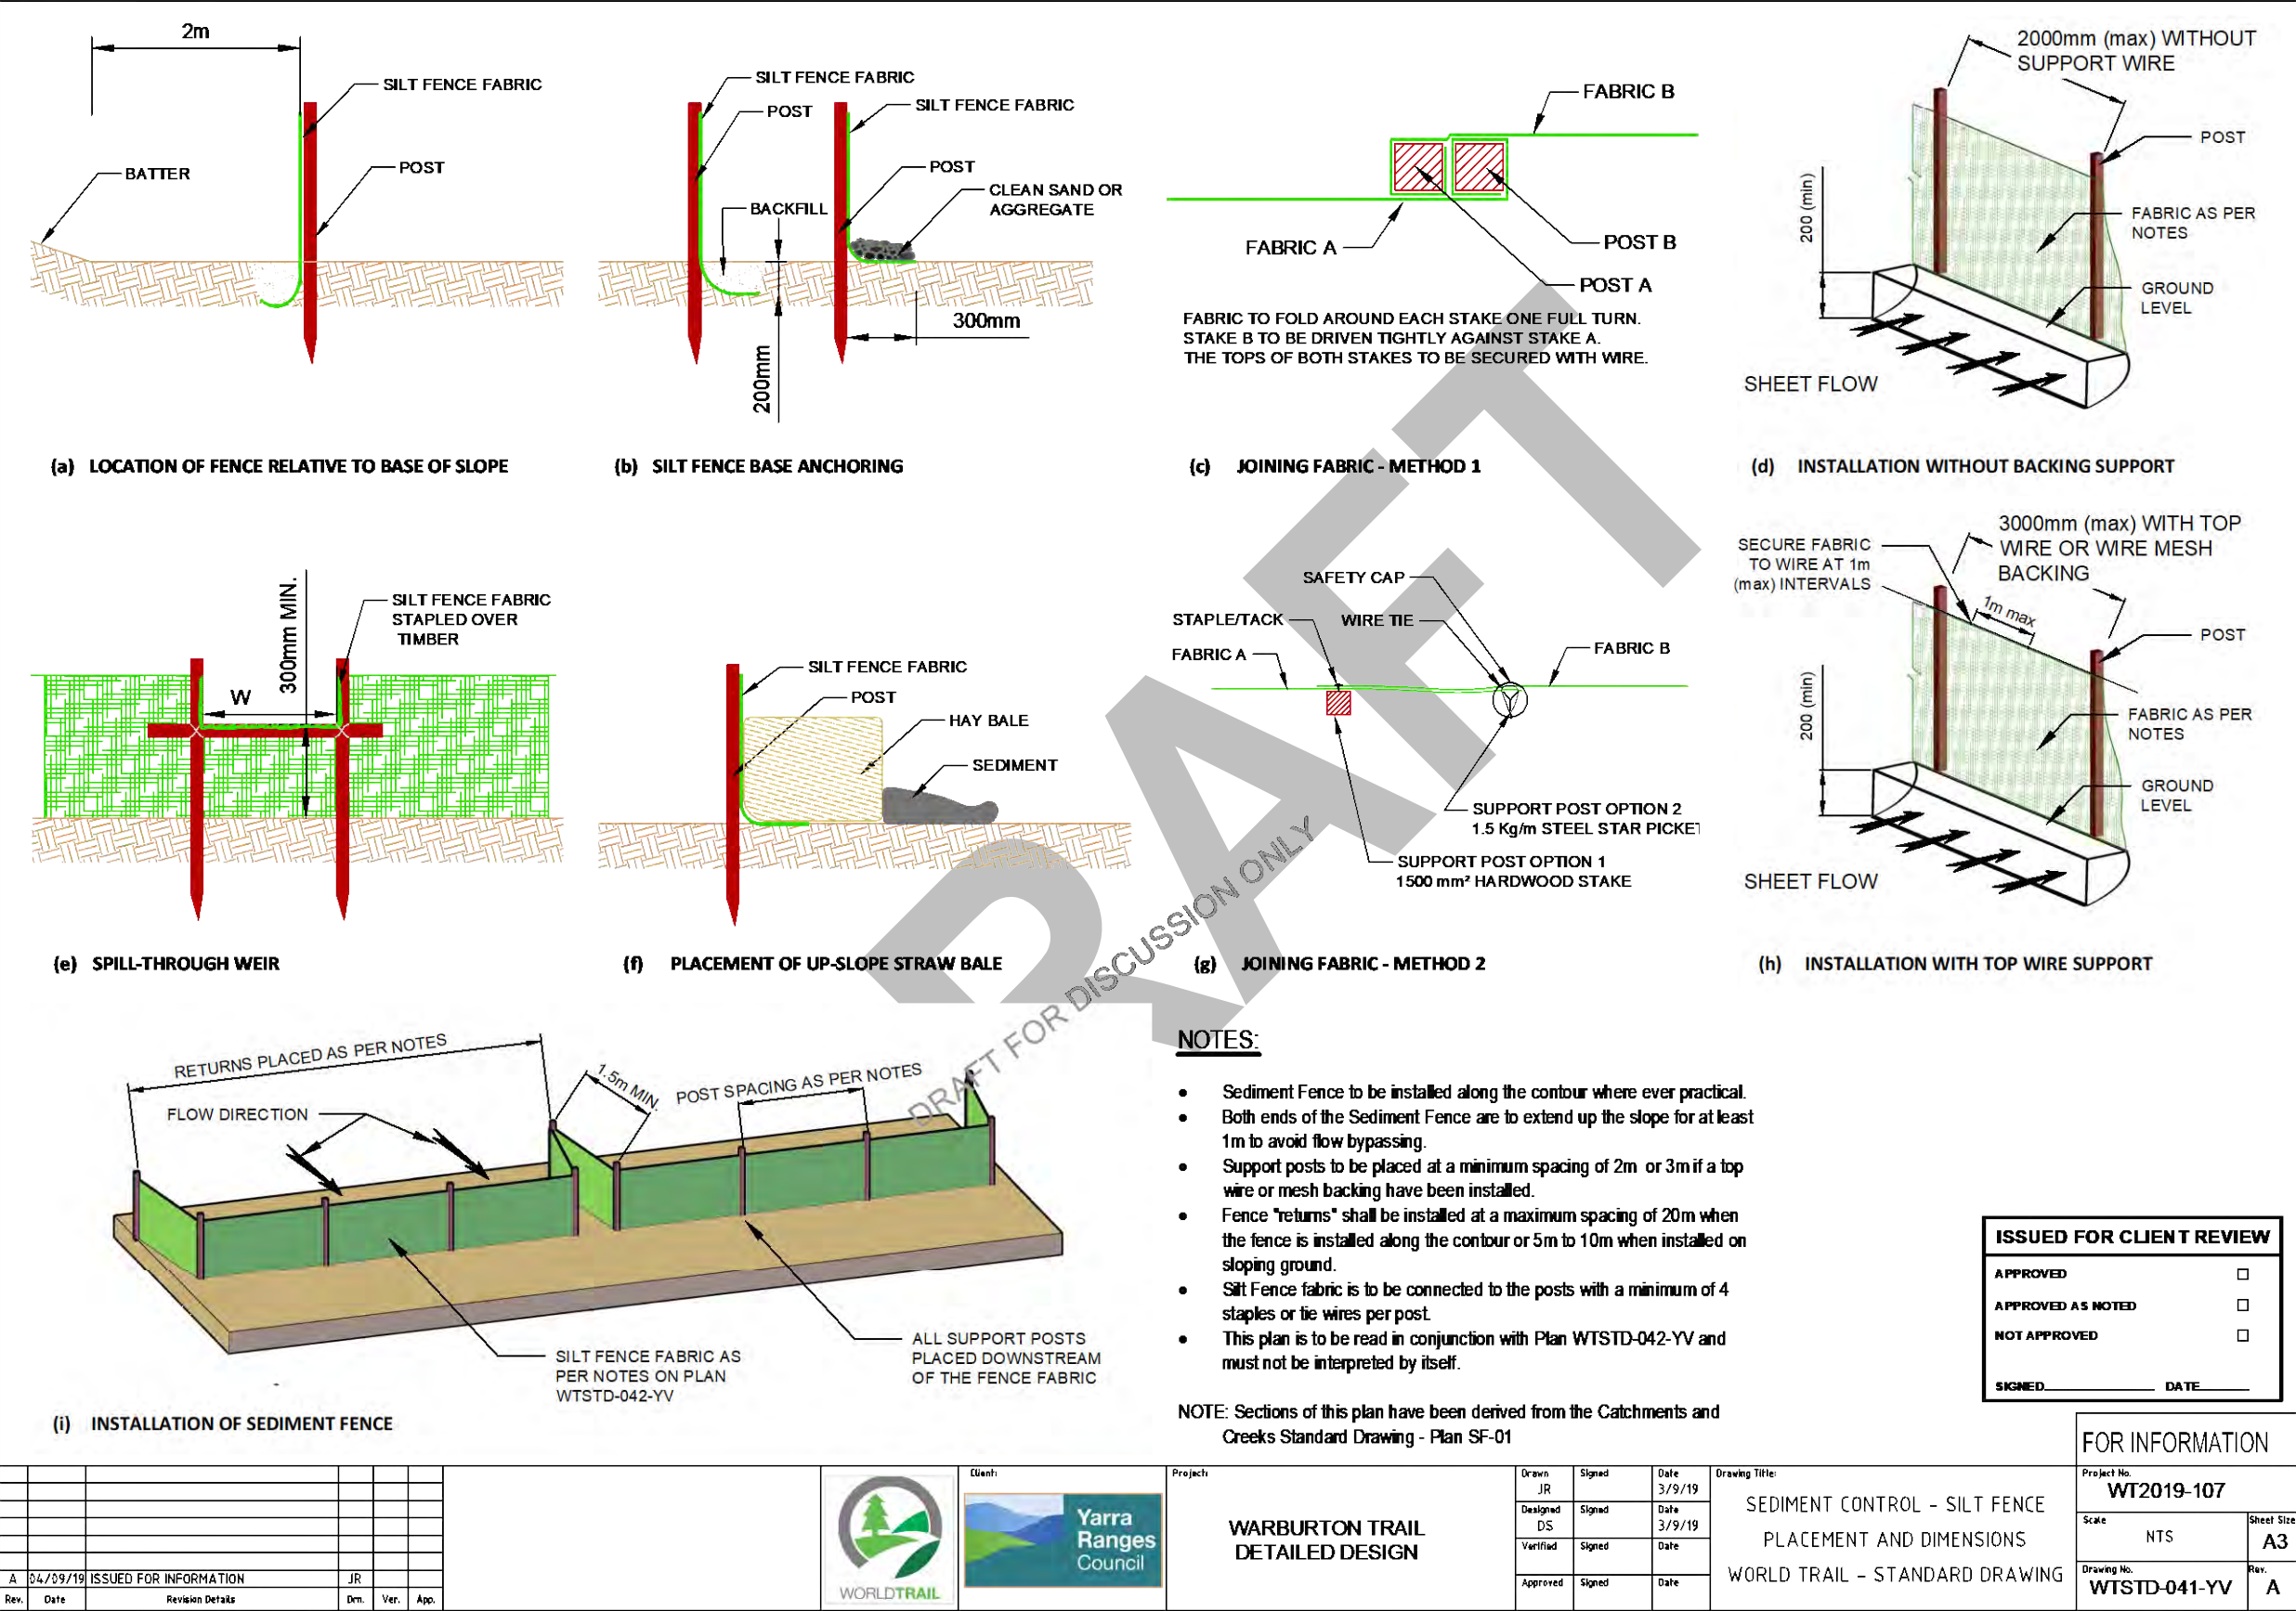 2m
SILT FENCE FABRIC
BATTER
POST
(a) LOCATION OF FENCE RELATIVE TO BASE OF SLOPE
SILT FENCE FABRIC
POST
SILT FENCE FABRIC
POST
CLEAN SAND OR
AGGREGATE
BACKFILL
300mm
200mm
(b) SILT FENCE BASE ANCHORING
FABRIC B
FABRIC A
POST B
POST A
FABRIC TO FOLD AROUND EACH STAKE ONE FULL TURN.
STAKE B TO BE DRIVEN TIGHTLY AGAINST STAKE A.
THE TOPS OF BOTH STAKES TO BE SECURED WITH WIRE.
(c) JOINING FABRIC - METHOD 1
2000mm (max) WITHOUT
SUPPORT WIRE
POST
200 (min)
FABRIC AS PER
NOTES
GROUND
LEVEL
SHEET FLOW
(d) INSTALLATION WITHOUT BACKING SUPPORT
300mm MIN.
W
SILT FENCE FABRIC
STAPLED OVER
TIMBER
(e) SPILL-THROUGH WEIR
SILT FENCE FABRIC
POST
HAY BALE
SEDIMENT
(f) PLACEMENT OF UP-SLOPE STRAW BALE
SAFETY CAP
STAPLE/TACK
WIRE TIE
FABRIC A
FABRIC B
SUPPORT POST OPTION 2
1.5 Kg/m STEEL STAR PICKET
SUPPORT POST OPTION 1
1500 mm² HARDWOOD STAKE
(g) JOINING FABRIC - METHOD 2
3000mm (max) WITH TOP
WIRE OR WIRE MESH
BACKING
SECURE FABRIC
TO WIRE AT 1m
(max) INTERVALS
1m max
POST
200 (min)
FABRIC AS PER
NOTES
GROUND
LEVEL
SHEET FLOW
(h) INSTALLATION WITH TOP WIRE SUPPORT
DRAFT
DRAFT FOR DISCUSSION ONLY
RETURNS PLACED AS PER NOTES
FLOW DIRECTION
1.5m MIN.
POST SPACING AS PER NOTES
SILT FENCE FABRIC AS
PER NOTES ON PLAN
WTSTD-042-YV
ALL SUPPORT POSTS
PLACED DOWNSTREAM
OF THE FENCE FABRIC
(i) INSTALLATION OF SEDIMENT FENCE
NOTES:
• Sediment Fence to be installed along the contour where ever practical.
• Both ends of the Sediment Fence are to extend up the slope for at least
1m to avoid flow bypassing.
• Support posts to be placed at a minimum spacing of 2m or 3m if a top
wire or mesh backing have been installed.
• Fence "returns" shall be installed at a maximum spacing of 20m when
the fence is installed along the contour or 5m to 10m when installed on
sloping ground.
• Silt Fence fabric is to be connected to the posts with a minimum of 4
staples or tie wires per post.
• This plan is to be read in conjunction with Plan WTSTD-042-YV and
must not be interpreted by itself.
NOTE: Sections of this plan have been derived from the Catchments and
Creeks Standard Drawing - Plan SF-01
ISSUED FOR CLIENT REVIEW
APPROVED
APPROVED AS NOTED
NOT APPROVED
SIGNED DATE
FOR INFORMATION
A 04/09/19 ISSUED FOR INFORMATION JR
Rev. Date Revision Details Drn. Ver. App.
WORLDTRAIL
Client:
Yarra
Ranges
Council
Project:
WARBURTON TRAIL
DETAILED DESIGN
Drawn Signed Date
JR 3/9/19
Designed Signed Date
DS 3/9/19
Verified Signed Date
Approved Signed Date
Drawing Title:
SEDIMENT CONTROL - SILT FENCE
PLACEMENT AND DIMENSIONS
WORLD TRAIL - STANDARD DRAWING
Project No.
WT2019-107
Scale
NTS
Sheet Size
A3
Drawing No.
WTSTD-041-YV
Rev.
A